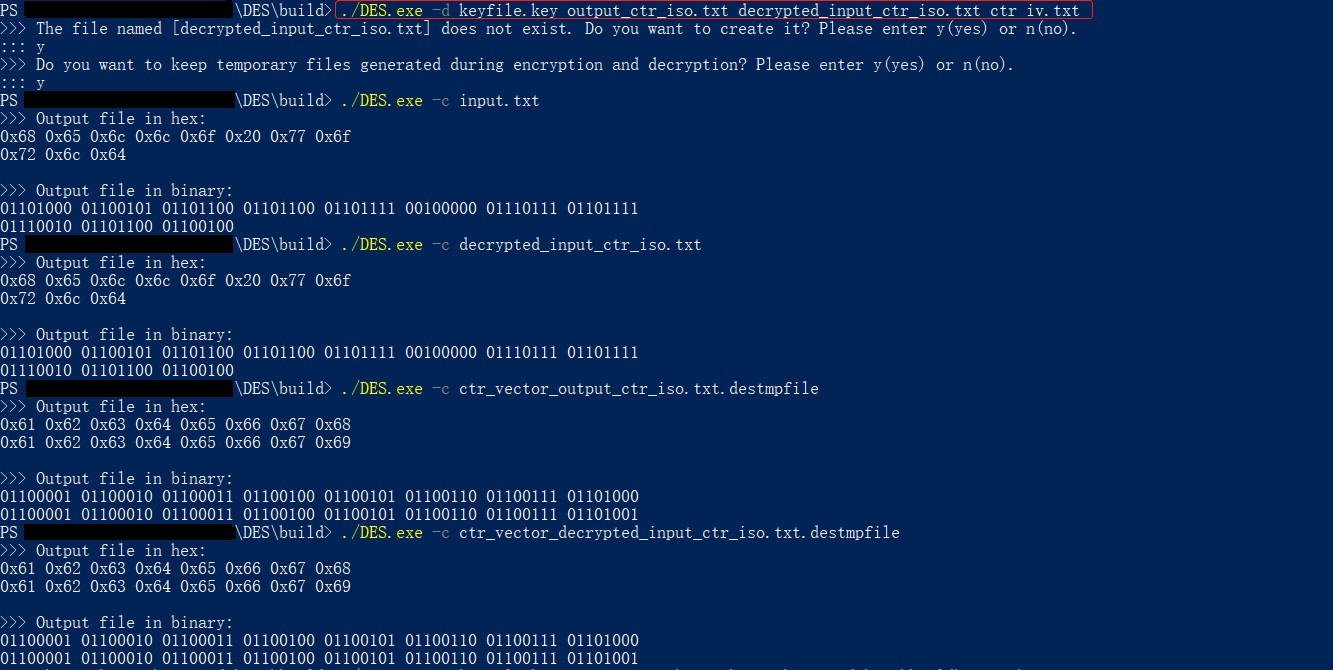 PS \DES\build> ./DES.exe -d keyfile.key output_ctr_iso.txt decrypted_input_ctr_iso.txt ctr iv.txt
>>> The file named [decrypted_input_ctr_iso.txt] does not exist. Do you want to create it? Please enter y(yes) or n(no).
::: y
>>> Do you want to keep temporary files generated during encryption and decryption? Please enter y(yes) or n(no).
::: y
PS \DES\build> ./DES.exe -c input.txt
>>> Output file in hex:
0x68 0x65 0x6c 0x6c 0x6f 0x20 0x77 0x6f
0x72 0x6c 0x64
>>> Output file in binary:
01101000 01100101 01101100 01101100 01101111 00100000 01110111 01101111
01110010 01101100 01100100
PS \DES\build> ./DES.exe -c decrypted_input_ctr_iso.txt
>>> Output file in hex:
0x68 0x65 0x6c 0x6c 0x6f 0x20 0x77 0x6f
0x72 0x6c 0x64
>>> Output file in binary:
01101000 01100101 01101100 01101100 01101111 00100000 01110111 01101111
01110010 01101100 01100100
PS \DES\build> ./DES.exe -c ctr_vector_output_ctr_iso.txt.destmpfile
>>> Output file in hex:
0x61 0x62 0x63 0x64 0x65 0x66 0x67 0x68
0x61 0x62 0x63 0x64 0x65 0x66 0x67 0x69
>>> Output file in binary:
01100001 01100010 01100011 01100100 01100101 01100110 01100111 01101000
01100001 01100010 01100011 01100100 01100101 01100110 01100111 01101001
PS \DES\build> ./DES.exe -c ctr_vector_decrypted_input_ctr_iso.txt.destmpfile
>>> Output file in hex:
0x61 0x62 0x63 0x64 0x65 0x66 0x67 0x68
0x61 0x62 0x63 0x64 0x65 0x66 0x67 0x69
>>> Output file in binary:
01100001 01100010 01100011 01100100 01100101 01100110 01100111 01101000
01100001 01100010 01100011 01100100 01100101 01100110 01100111 01101001